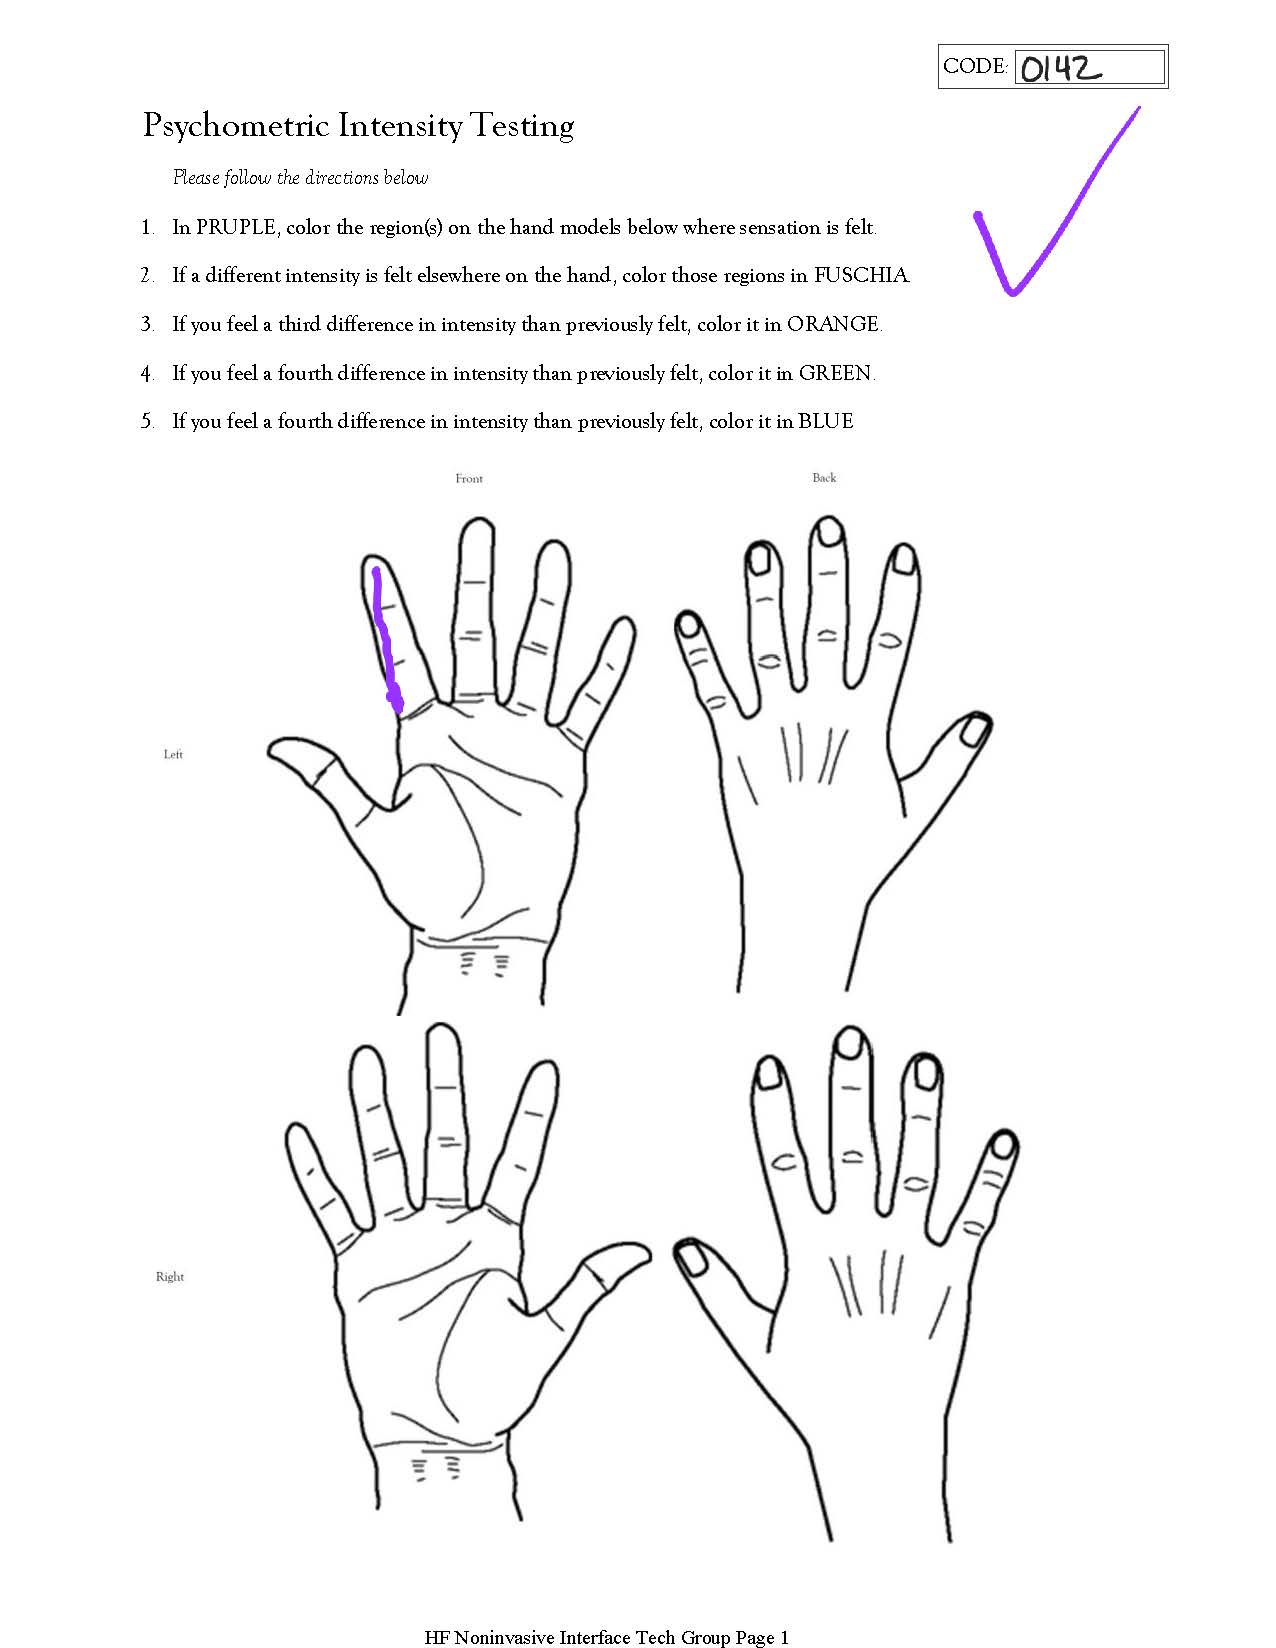 CODE: 0142
Psychometric Intensity Testing
Please follow the directions below
1. In PRUPLE, color the region(s) on the hand models below where sensation is felt.
2. If a different intensity is felt elsewhere on the hand, color those regions in FUSCHIA.
3. If you feel a third difference in intensity than previously felt, color it in ORANGE.
4. If you feel a fourth difference in intensity than previously felt, color it in GREEN.
5. If you feel a fourth difference in intensity than previously felt, color it in BLUE
Front Back
Left
Right
HF Noninvasive Interface Tech Group Page 1